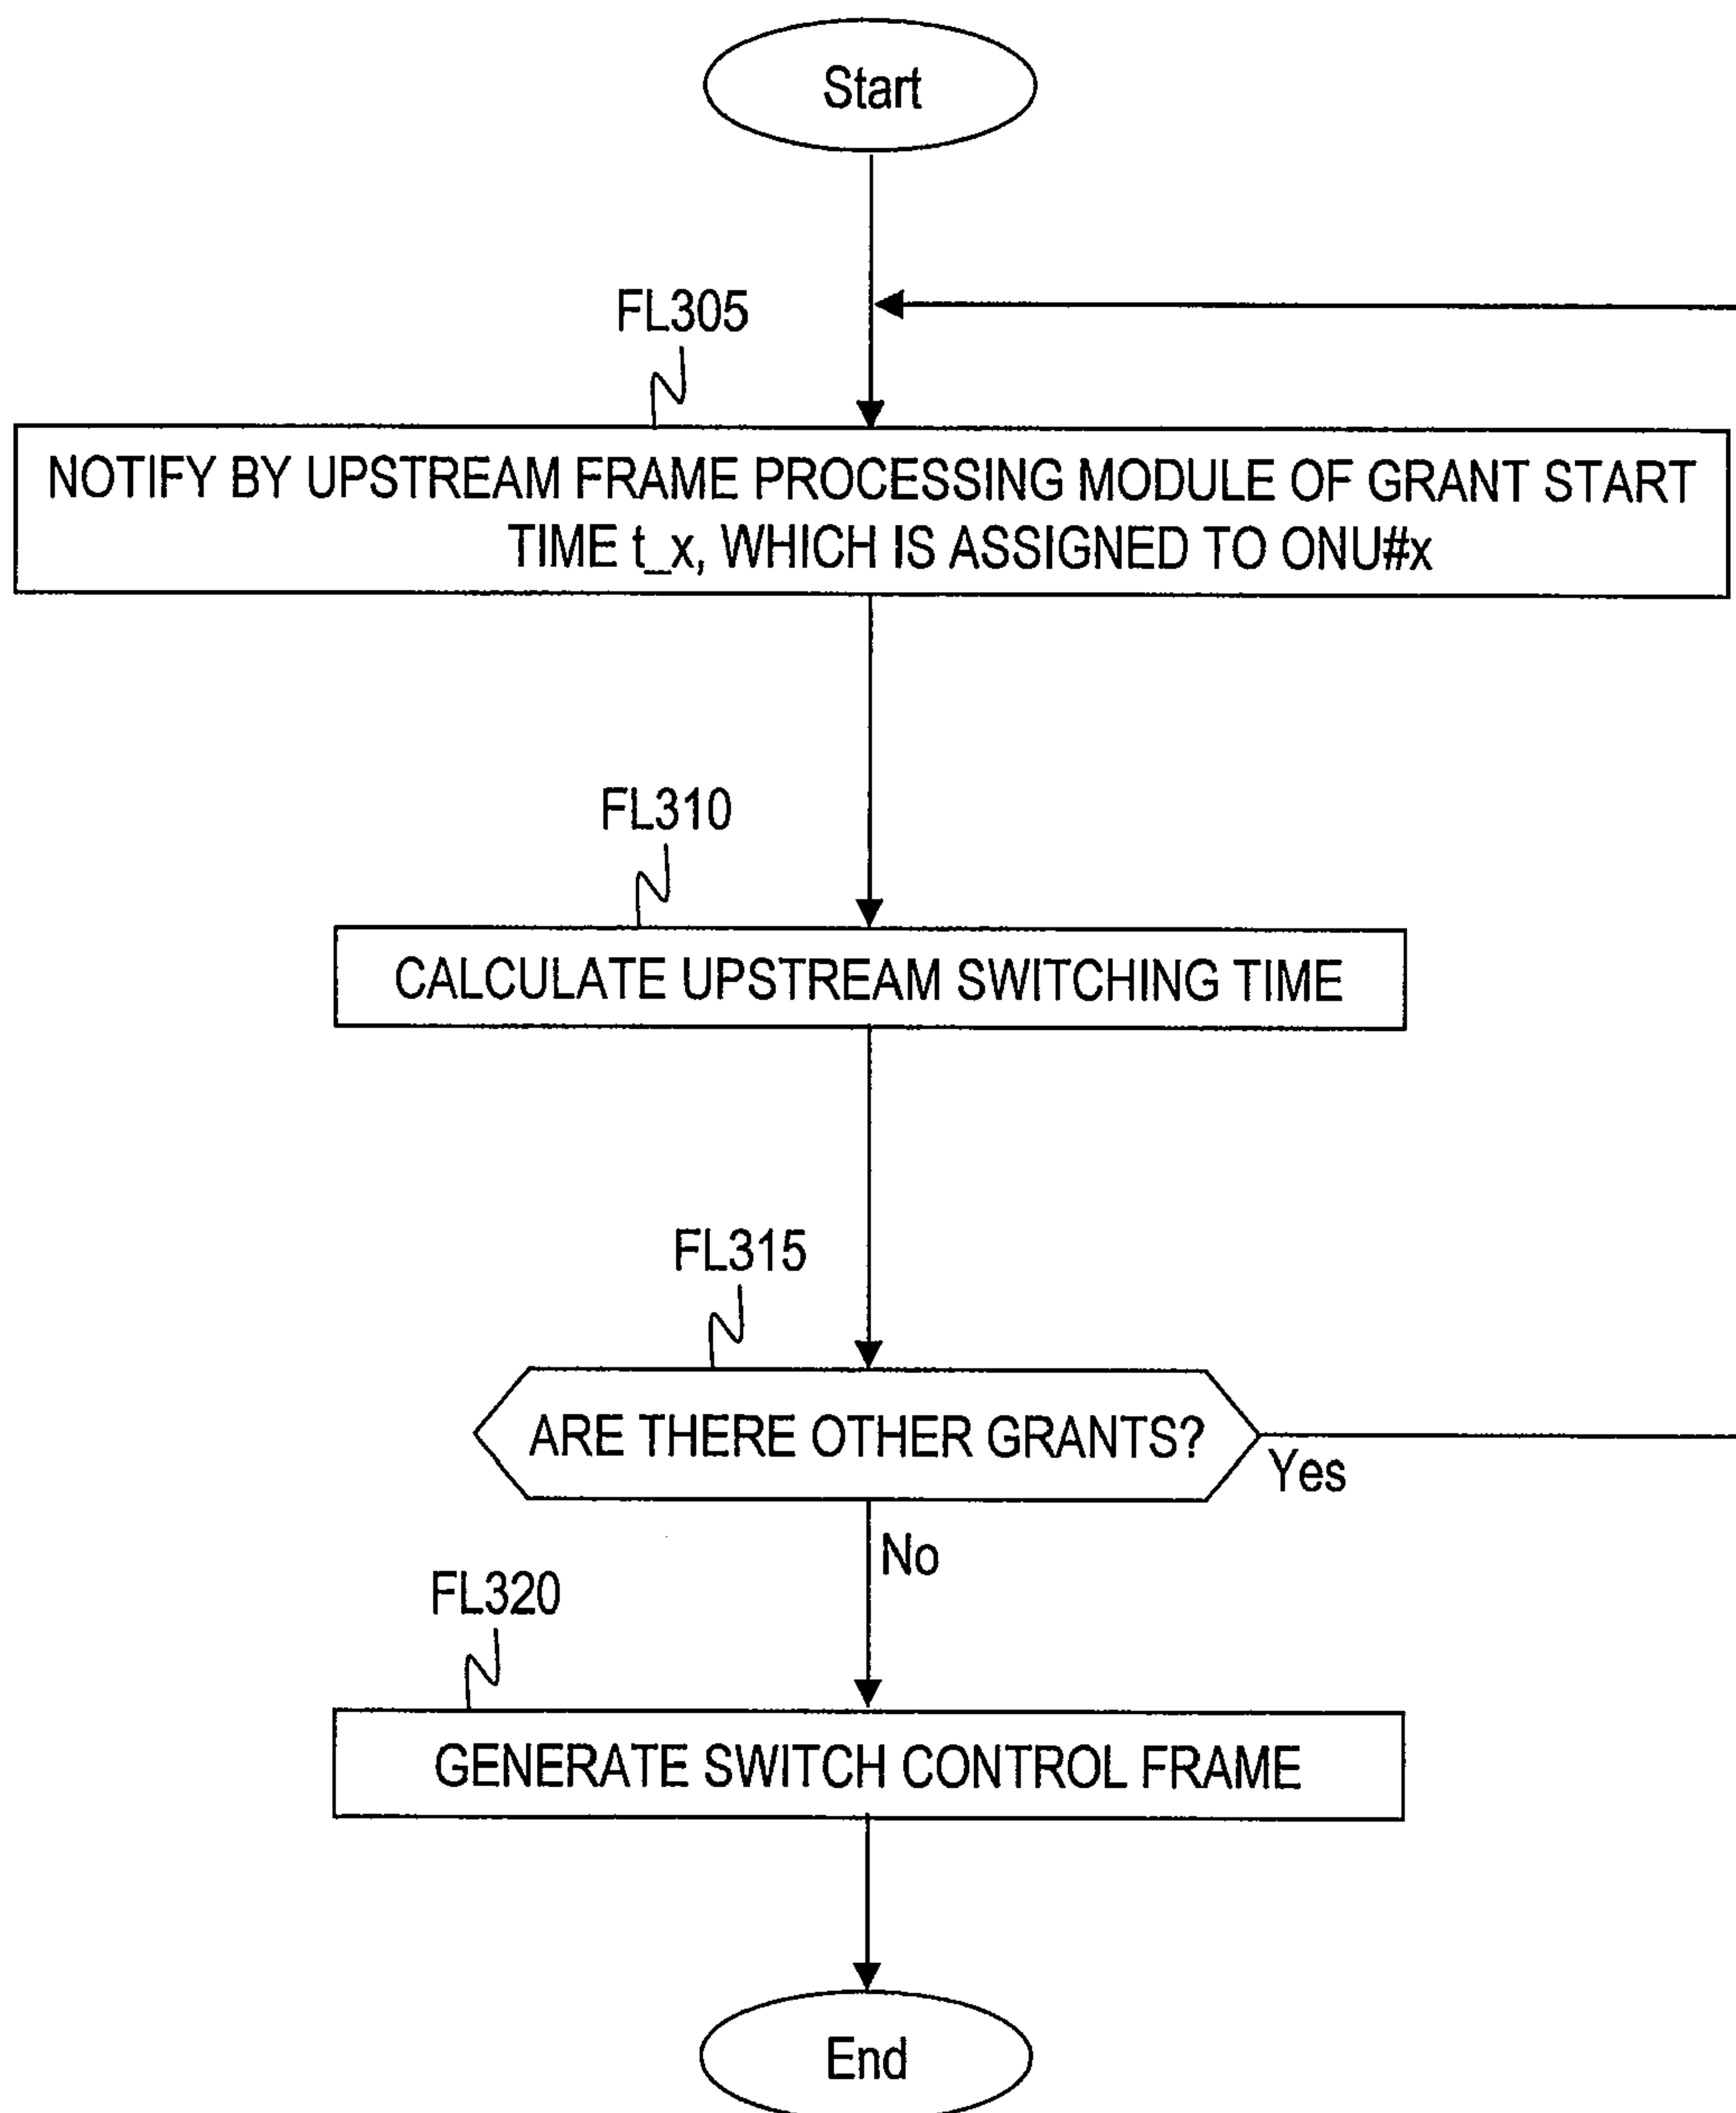 Start
FL305
NOTIFY BY UPSTREAM FRAME PROCESSING MODULE OF GRANT START
TIME t_x, WHICH IS ASSIGNED TO ONU#x
FL310
CALCULATE UPSTREAM SWITCHING TIME
FL315
ARE THERE OTHER GRANTS?
Yes
No
FL320
GENERATE SWITCH CONTROL FRAME
End